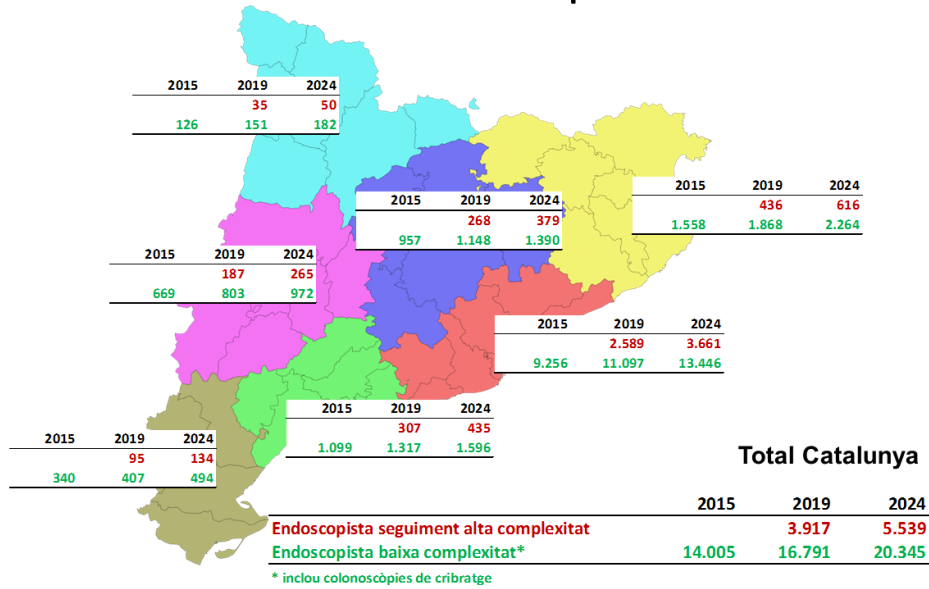 2015 2019 2024
35 50
126 151 182
2015 2019 2024
436 616
1.558 1.868 2.264
2015 2019 2024
268 379
957 1.148 1.390
2015 2019 2024
187 265
669 803 972
2015 2019 2024
2.589 3.661
9.256 11.097 13.446
2015 2019 2024
307 435
1.099 1.317 1.596
2015 2019 2024
95 134
340 407 494
Total Catalunya
2015 2019 2024
Endoscopista seguiment alta complexitat 3.917 5.539
Endoscopista baixa complexitat* 14.005 16.791 20.345
* inclou colonoscòpies de cribratge